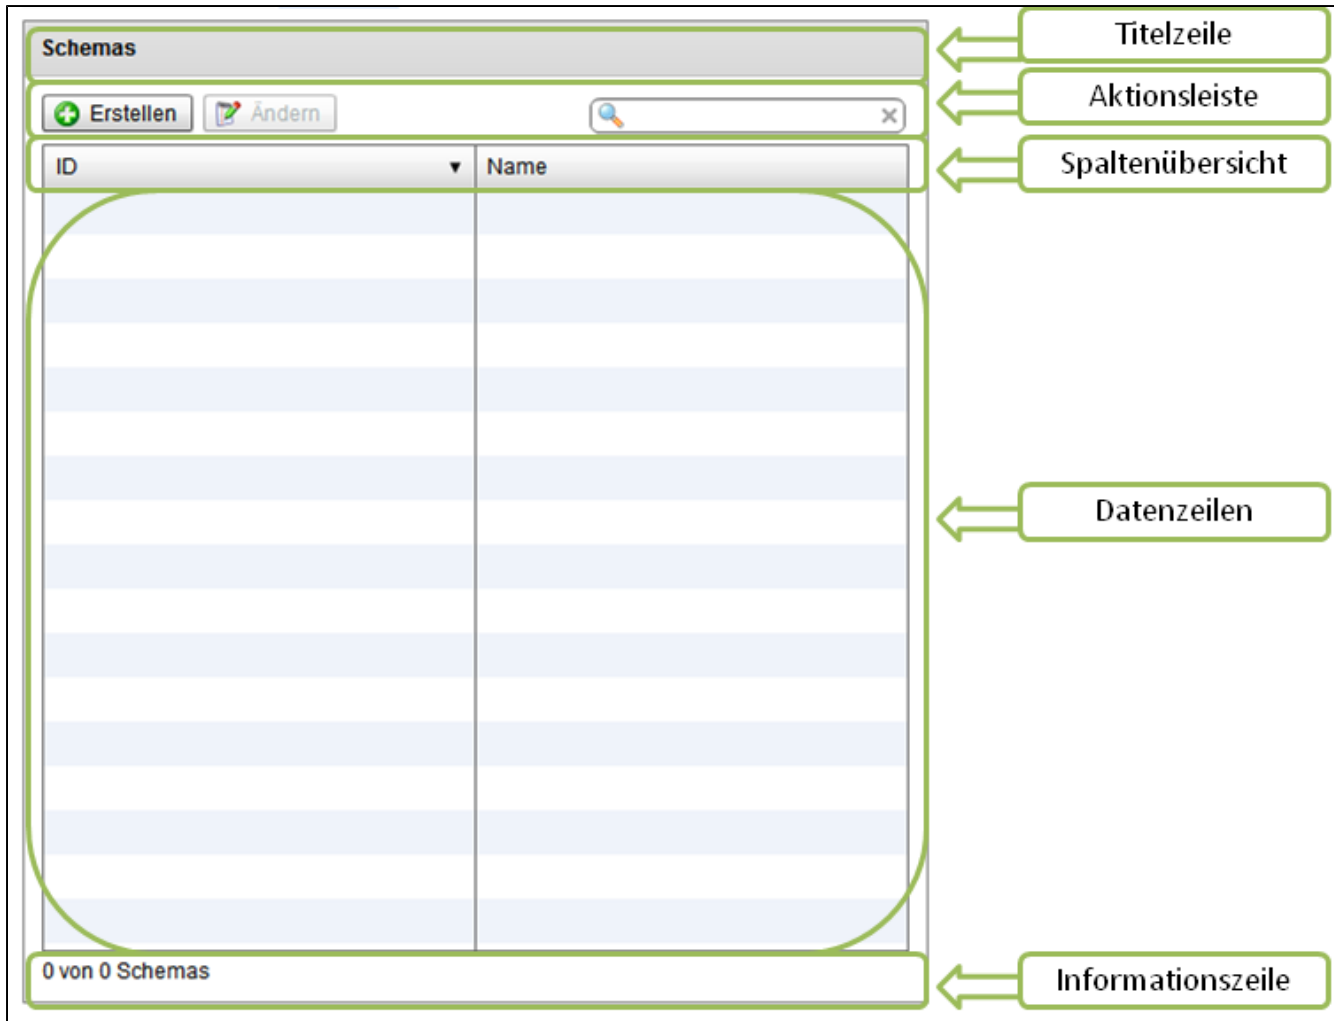 Schemas
Titelzeile
Erstellen Ändern
Aktionsleiste
ID Name
Spaltenübersicht
Datenzeilen
0 von 0 Schemas
Informationszeile